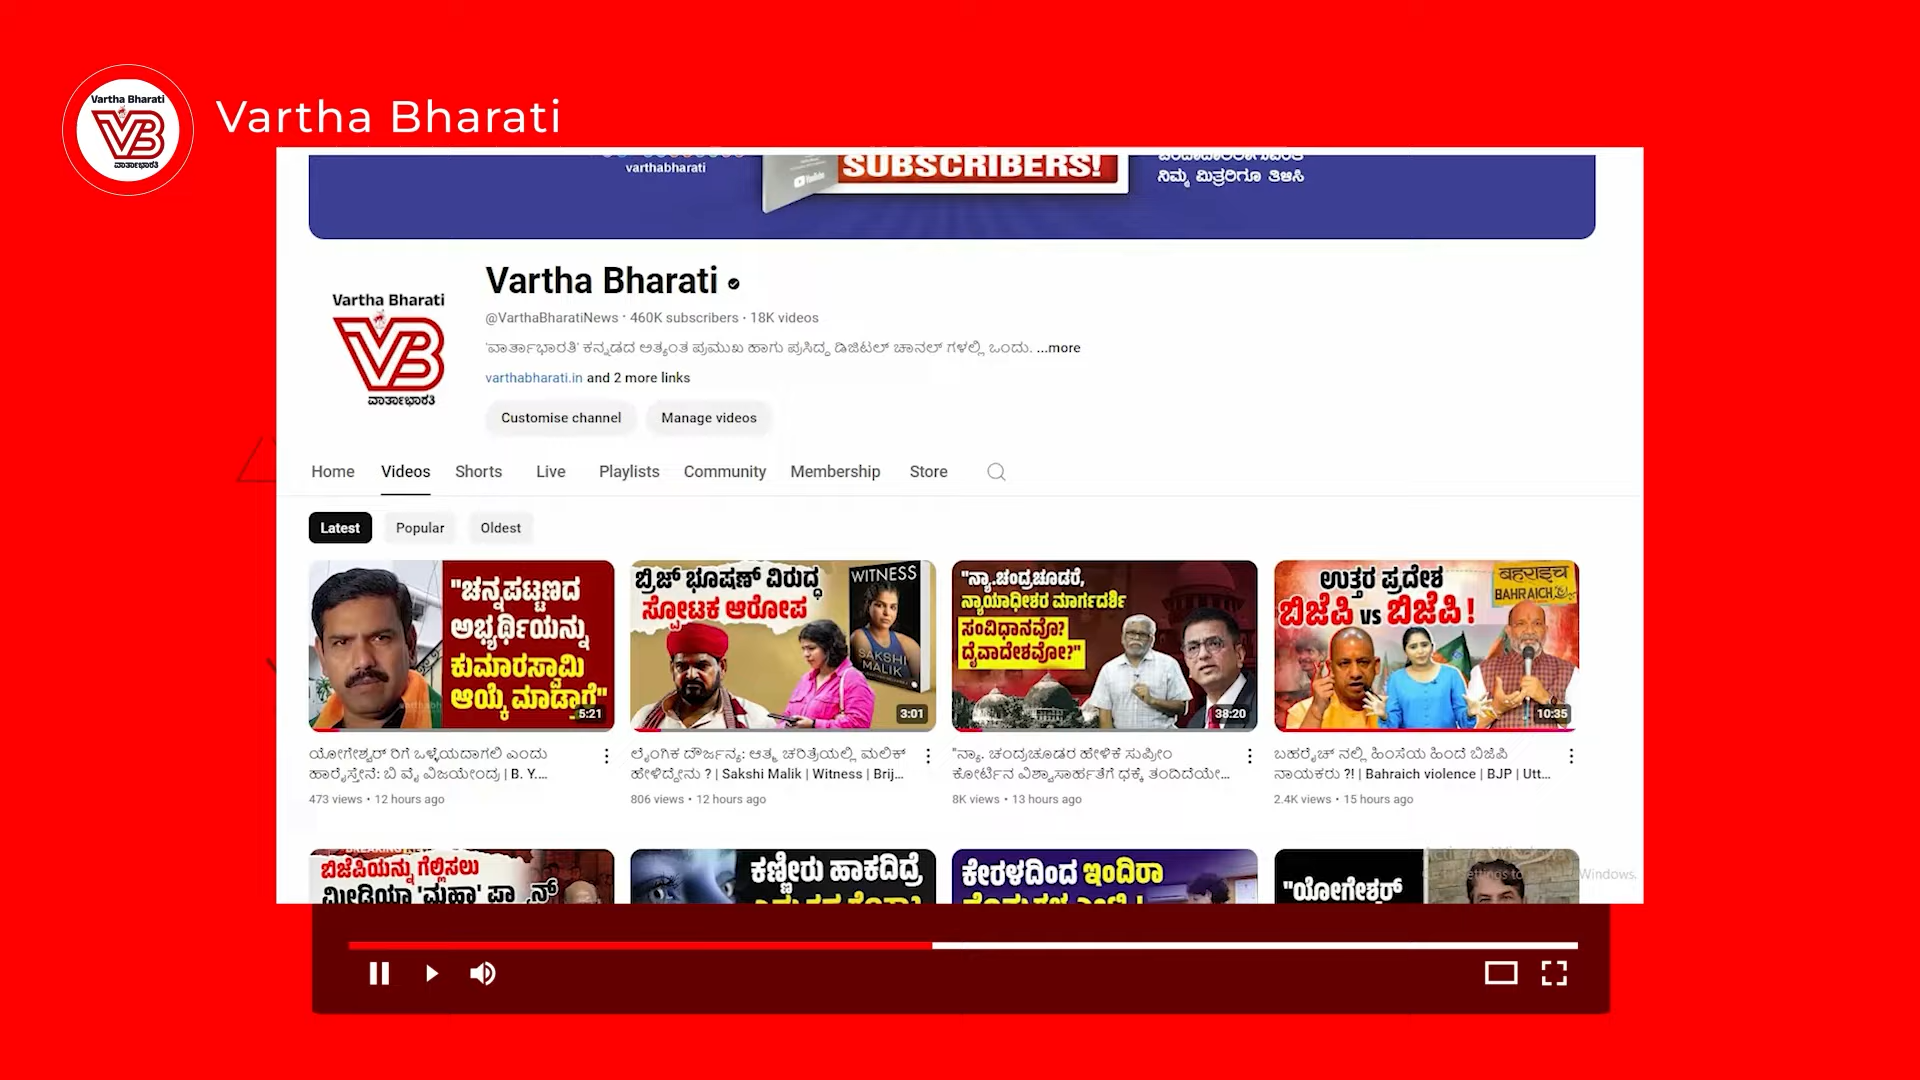 Vartha Bharati
ವಾರ್ತಾಭಾರತಿ
Vartha Bharati
varthabharati
SUBSCRIBERS!
YouTube
ನಿಮ್ಮ ಮಿತ್ರರಿಗೂ ತಿಳಿಸಿ
Vartha Bharati
ವಾರ್ತಾಭಾರತಿ
Vartha Bharati
@VarthaBharatiNews · 460K subscribers · 18K videos
'ವಾರ್ತಾಭಾರತಿ' ಕನ್ನಡದ ಅತ್ಯಂತ ಪ್ರಮುಖ ಹಾಗು ಪ್ರಸಿದ್ಧ ಡಿಜಿಟಲ್ ಚಾನಲ್ ಗಳಲ್ಲಿ ಒಂದು. ...more
varthabharati.in and 2 more links
Customise channel Manage videos
Home Videos Shorts Live Playlists Community Membership Store
Latest Popular Oldest
"ಚನ್ನಪಟ್ಟಣದ
ಅಭ್ಯರ್ಥಿಯನ್ನು
ಕುಮಾರಸ್ವಾಮಿ
ಆಯ್ಕೆ ಮಾಡಾಗೆ"
5:21
ಬ್ರಿಜ್ ಭೂಷಣ್ ವಿರುದ್ಧ
ಸ್ಫೋಟಕ ಆರೋಪ
WITNESS
SAKSHI
MALIK
3:01
"ನ್ಯಾ.ಚಂದ್ರಚೂಡರೆ,
ನ್ಯಾಯಾಧೀಶರ ಮಾರ್ಗದರ್ಶಿ
ಸಂವಿಧಾನವೊ?
ದೈವಾದೇಶವೋ?"
38:20
ಉತ್ತರ ಪ್ರದೇಶ
ಬಿಜೆಪಿ vs ಬಿಜೆಪಿ !
बहराइच
BAHRAICH
10:35
ಯೋಗೇಶ್ವರ್ ರಿಗೆ ಒಳ್ಳೆಯದಾಗಲಿ ಎಂದು
ಹಾರೈಸ್ತೇನೆ: ಬಿ ವೈ ವಿಜಯೇಂದ್ರ | B. Y....
473 views • 12 hours ago
ಲೈಂಗಿಕ ದೌರ್ಜನ್ಯ: ಆತ್ಮ ಚರಿತ್ರೆಯಲ್ಲಿ ಮಲಿಕ್
ಹೇಳಿದ್ದೇನು ? | Sakshi Malik | Witness | Brij...
806 views • 12 hours ago
"ನ್ಯಾ. ಚಂದ್ರಚೂಡರ ಹೇಳಿಕೆ ಸುಪ್ರೀಂ
ಕೋರ್ಟಿನ ವಿಶ್ವಾಸಾರ್ಹತೆಗೆ ಧಕ್ಕೆ ತಂದಿದೆಯೇ...
8K views • 13 hours ago
ಬಹರೈಚ್ ನಲ್ಲಿ ಹಿಂಸೆಯ ಹಿಂದೆ ಬಿಜೆಪಿ
ನಾಯಕರು ?! | Bahraich violence | BJP | Utt...
2.4K views • 15 hours ago
ಬಿಜೆಪಿಯನ್ನು ಗೆಲ್ಲಿಸಲು
ಮೀಡಿಯಾ 'ಮಹಾ' ಪ್ಲಾನ್
ಕಣ್ಣೀರು ಹಾಕದಿದ್ರೆ
ಕೇರಳದಿಂದ ಇಂದಿರಾ
"ಯೋಗೇಶ್ವರ್
Windows.